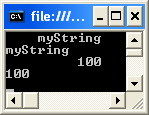 file:///...
    myString
myString
         100
100